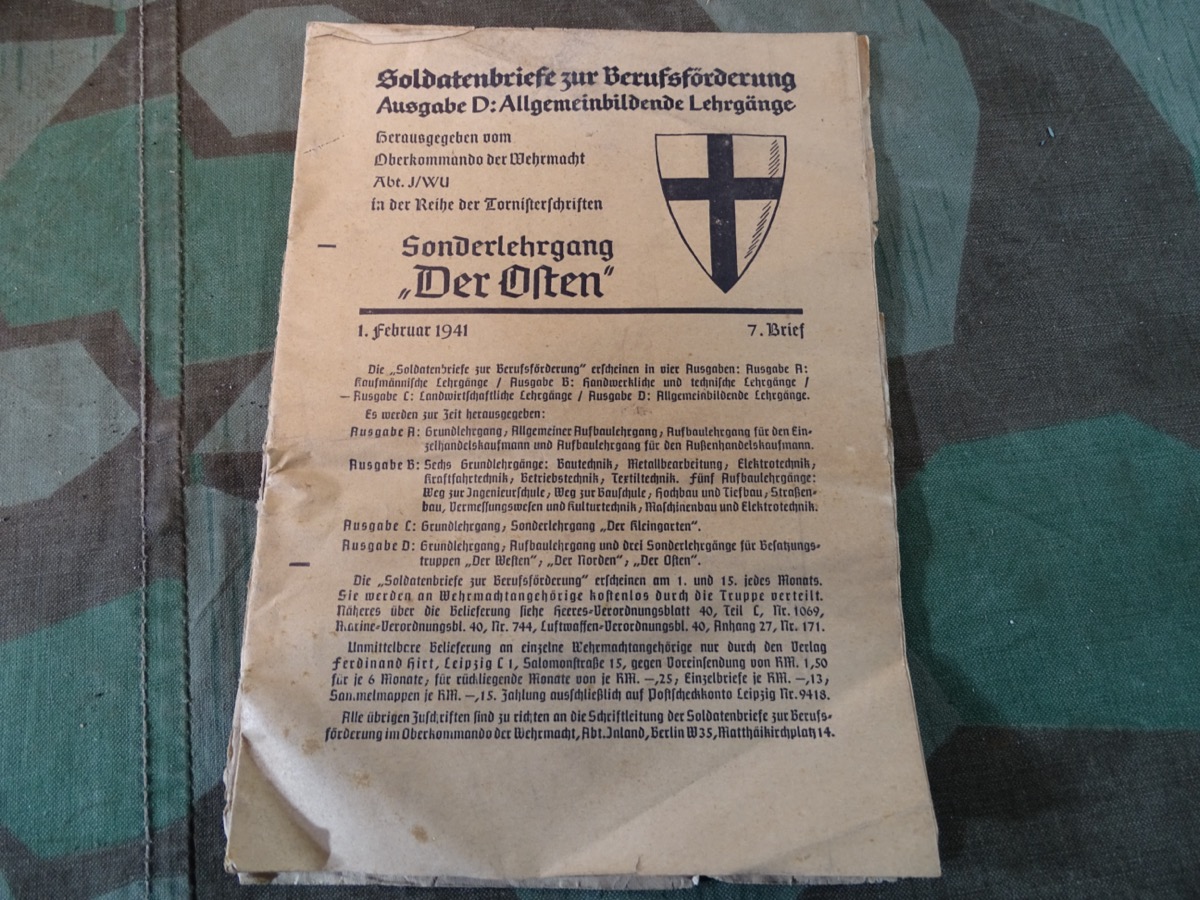 Soldatenbriefe zur Berufsförderung
Ausgabe D: Allgemeinbildende Lehrgänge
Herausgegeben vom
Oberkommando der Wehrmacht
Abt. J/WU
in der Reihe der Tornisterschriften
Sonderlehrgang
„Der Osten“
1. Februar 1941
7. Brief
Die „Soldatenbriefe zur Berufsförderung“ erscheinen in vier Ausgaben: Ausgabe A:
Kaufmännische Lehrgänge / Ausgabe B: Handwerkliche und technische Lehrgänge /
Ausgabe C: Landwirtschaftliche Lehrgänge / Ausgabe D: Allgemeinbildende Lehrgänge.
Es werden zur Zeit herausgegeben:
Ausgabe A: Grundlehrgang, Allgemeiner Aufbaulehrgang, Aufbaulehrgang für den Ein-
zelhandelskaufmann und Aufbaulehrgang für den Außenhandelskaufmann.
Ausgabe B: Sechs Grundlehrgänge: Bautechnik, Metallbearbeitung, Elektrotechnik,
Kraftfahrtechnik, Betriebstechnik, Textiltechnik. Fünf Aufbaulehrgänge:
Weg zur Ingenieurschule, Weg zur Bauschule, Hochbau und Tiefbau, Straßen-
bau, Vermessungswesen und Kulturtechnik, Maschinenbau und Elektrotechnik.
Ausgabe C: Grundlehrgang, Sonderlehrgang „Der Kleingarten“.
Ausgabe D: Grundlehrgang, Aufbaulehrgang und drei Sonderlehrgänge für Besatzungs-
truppen „Der Westen“, „Der Norden“, „Der Osten“.
Die „Soldatenbriefe zur Berufsförderung“ erscheinen am 1. und 15. jedes Monats.
Sie werden an Wehrmachtangehörige kostenlos durch die Truppe verteilt.
Näheres über die Belieferung siehe Heeres-Verordnungsblatt 40, Teil C, Nr. 1069,
Marine-Verordnungsbl. 40, Nr. 744, Luftwaffen-Verordnungsbl. 40, Anhang 27, Nr. 171.
Unmittelbare Belieferung an einzelne Wehrmachtangehörige nur durch den Verlag
Ferdinand Hirt, Leipzig C 1, Salomonstraße 15, gegen Voreinsendung von RM. 1,50
für je 6 Monate; für rückliegende Monate von je RM. –,25; Einzelbriefe je RM. –,13;
Sammelmappen je RM. –,15. Zahlung ausschließlich auf Postscheckkonto Leipzig Nr. 9418.
Alle übrigen Zuschriften sind zu richten an die Schriftleitung der Soldatenbriefe zur Berufs-
förderung im Oberkommando der Wehrmacht, Abt. Inland, Berlin W 35, Matthäikirchplatz 14.